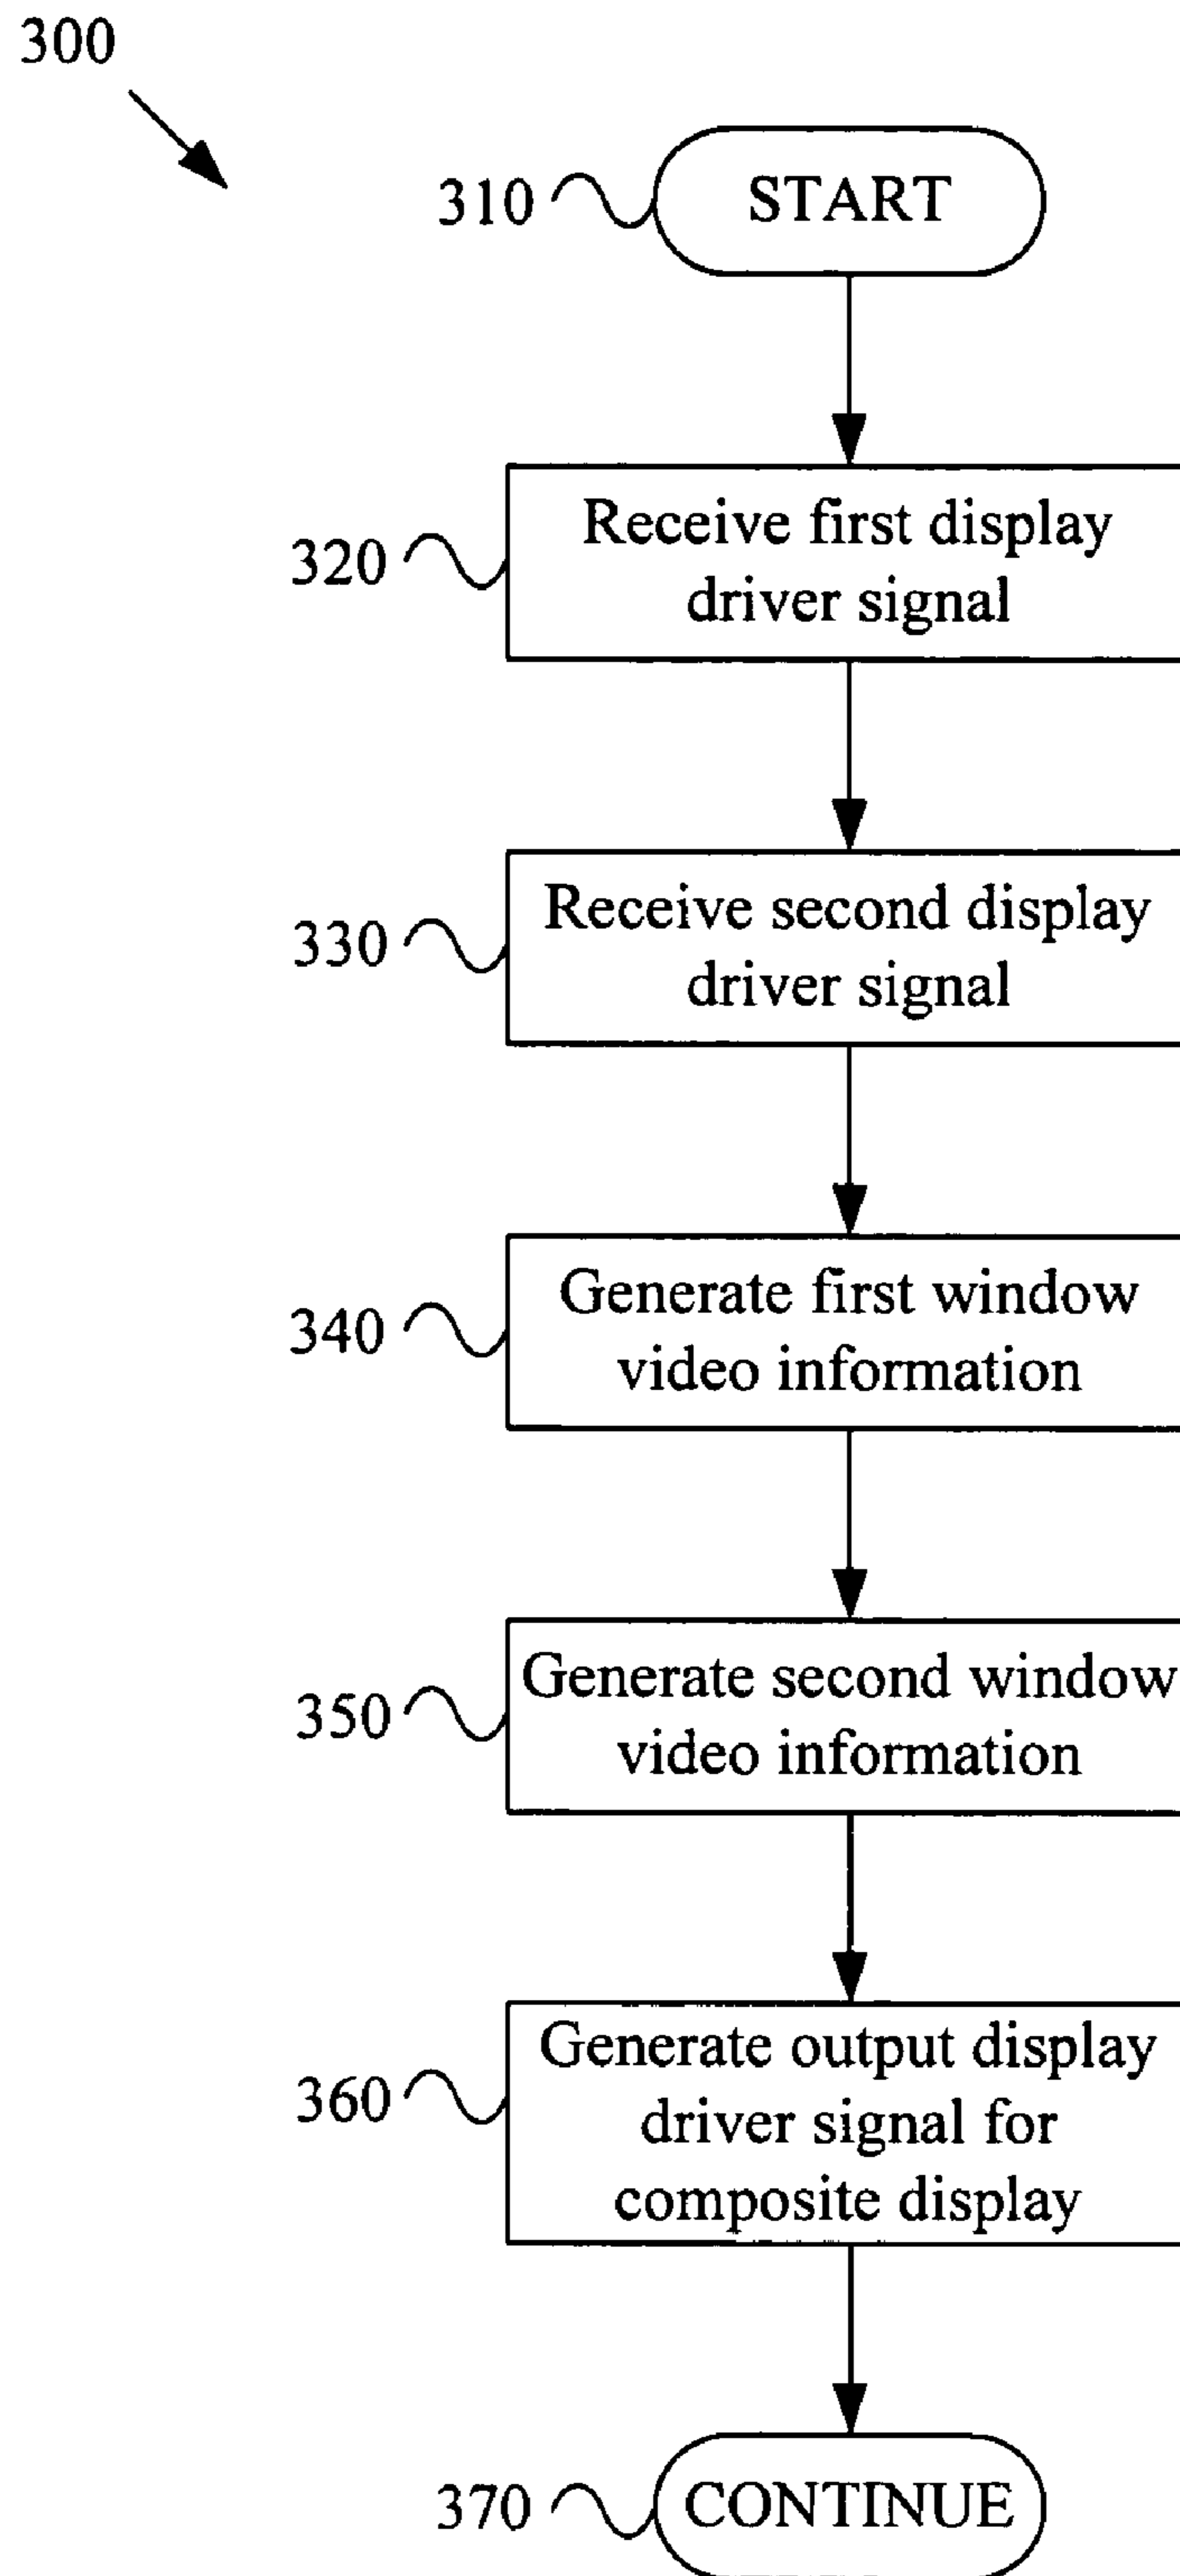 300
310
START
320
Receive first display
driver signal
330
Receive second display
driver signal
340
Generate first window
video information
350
Generate second window
video information
360
Generate output display
driver signal for
composite display
370
CONTINUE